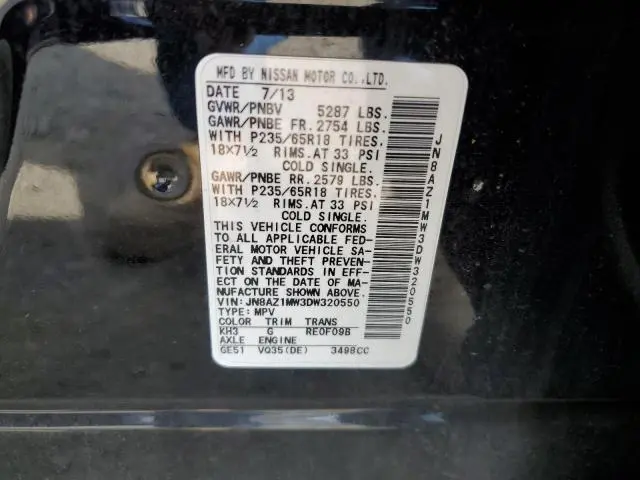 MFD BY NISSAN MOTOR CO.,LTD.
DATE 7/13
GVWR/PNBV 5287 LBS.
GAWR/PNBE FR. 2754 LBS.
WITH P235/65R18 TIRES.
18X7½ RIMS.AT 33 PSI
COLD SINGLE.
GAWR/PNBE RR. 2579 LBS.
WITH P235/65R18 TIRES.
18X7½ RIMS.AT 33 PSI
COLD SINGLE.
THIS VEHICLE CONFORMS
TO ALL APPLICABLE FED-
ERAL MOTOR VEHICLE SA-
FETY AND THEFT PREVEN-
TION STANDARDS IN EFF-
ECT ON THE DATE OF MA-
NUFACTURE SHOWN ABOVE.
VIN: JN8AZ1MW3DW320550
TYPE: MPV
COLOR TRIM TRANS
KH3 G RE0F09B
AXLE ENGINE
GE51 VQ35(DE) 3498CC
JN8AZ1MW3DW320550